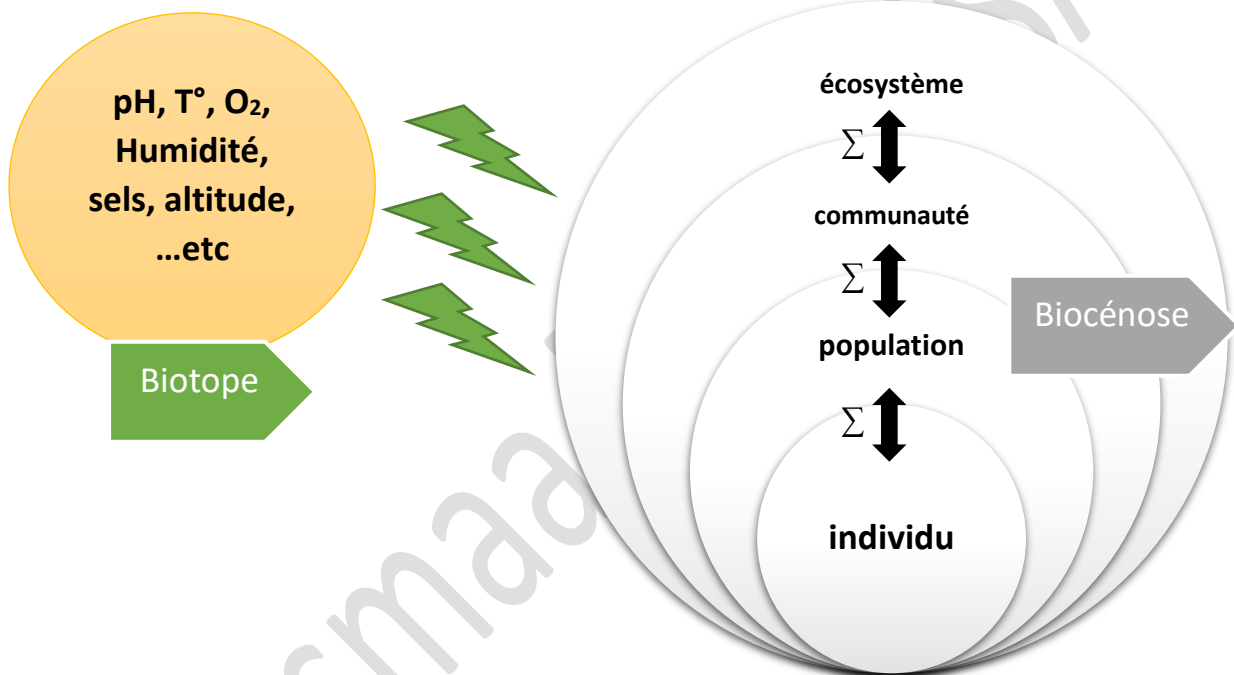 pH, T°, O₂,
Humidité,
sels, altitude,
...etc
Biotope
écosystème
∑
communauté
∑
population
∑
individu
Biocénose